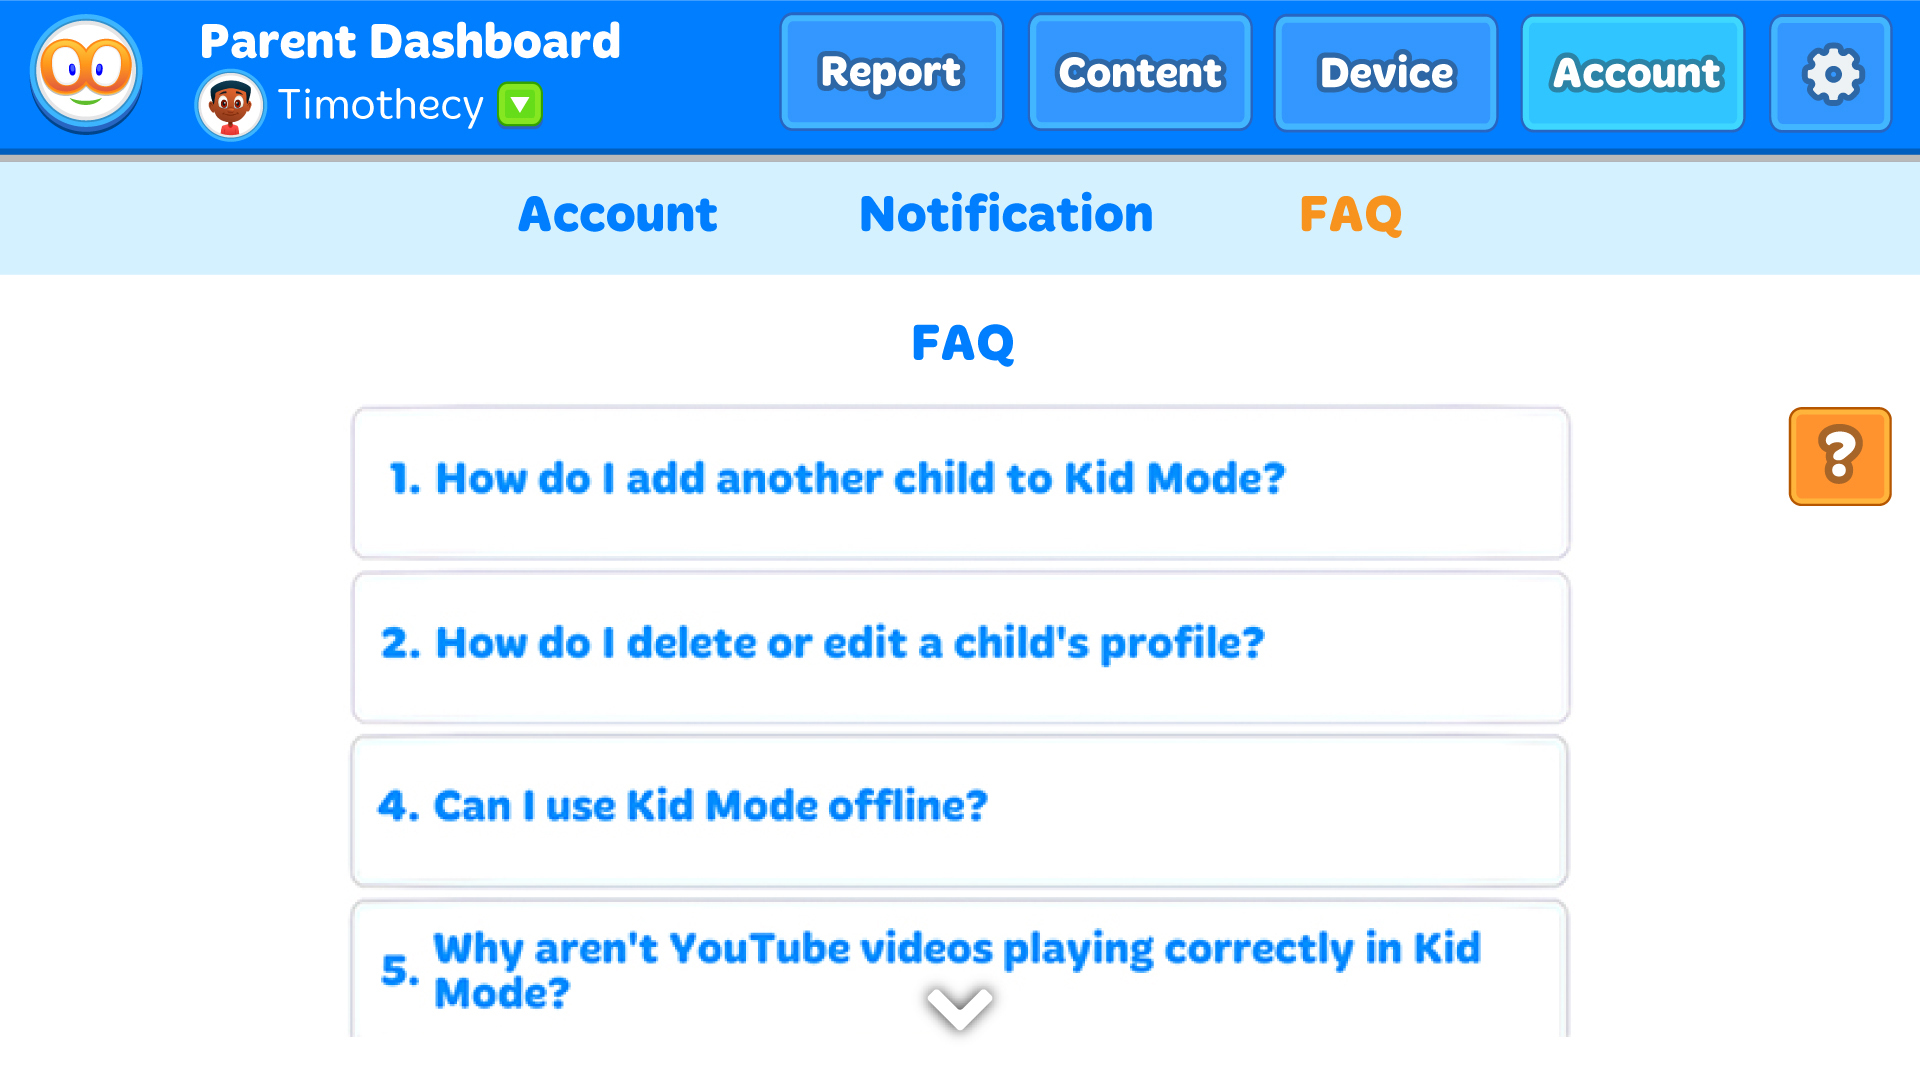 Parent Dashboard
Timothecy
Report
Content
Device
Account
Account
Notification
FAQ
FAQ
1. How do I add another child to Kid Mode?
?
2. How do I delete or edit a child's profile?
4. Can I use Kid Mode offline?
5. Why aren't YouTube videos playing correctly in Kid
Mode?